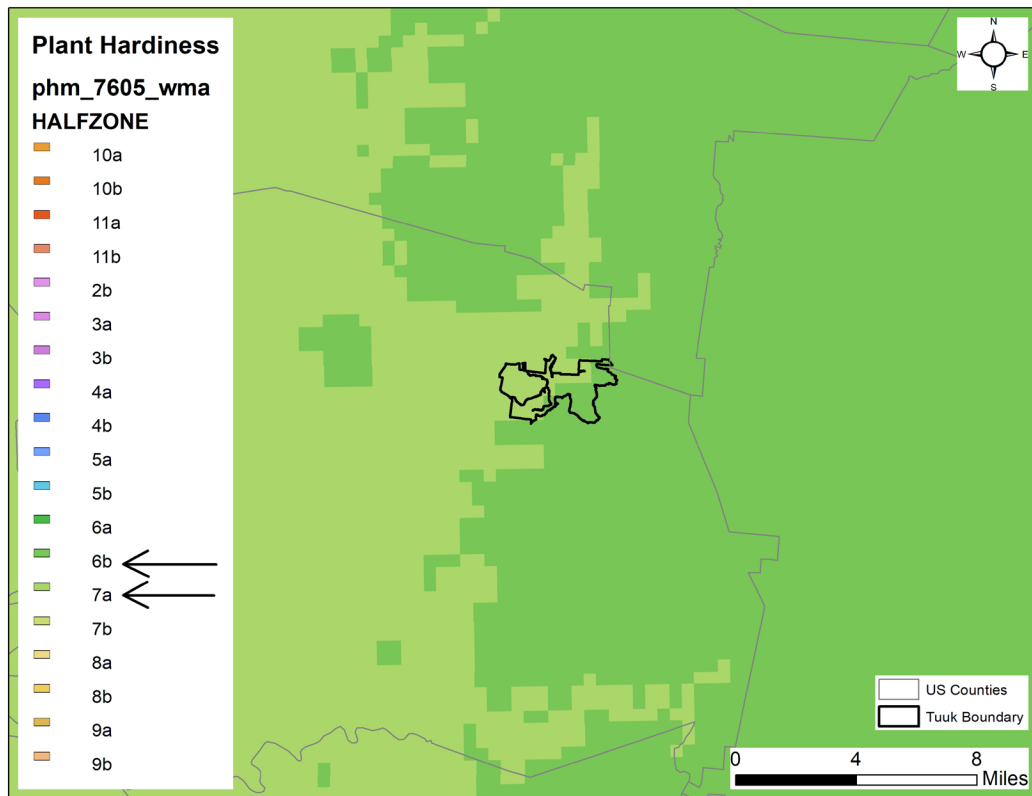 Plant Hardiness
phm_7605_wma
HALFZONE
10a
10b
11a
11b
2b
3a
3b
4a
4b
5a
5b
6a
6b
7a
7b
8a
8b
9a
9b
N
W E
S
US Counties
Tuuk Boundary
0 4 8
Miles